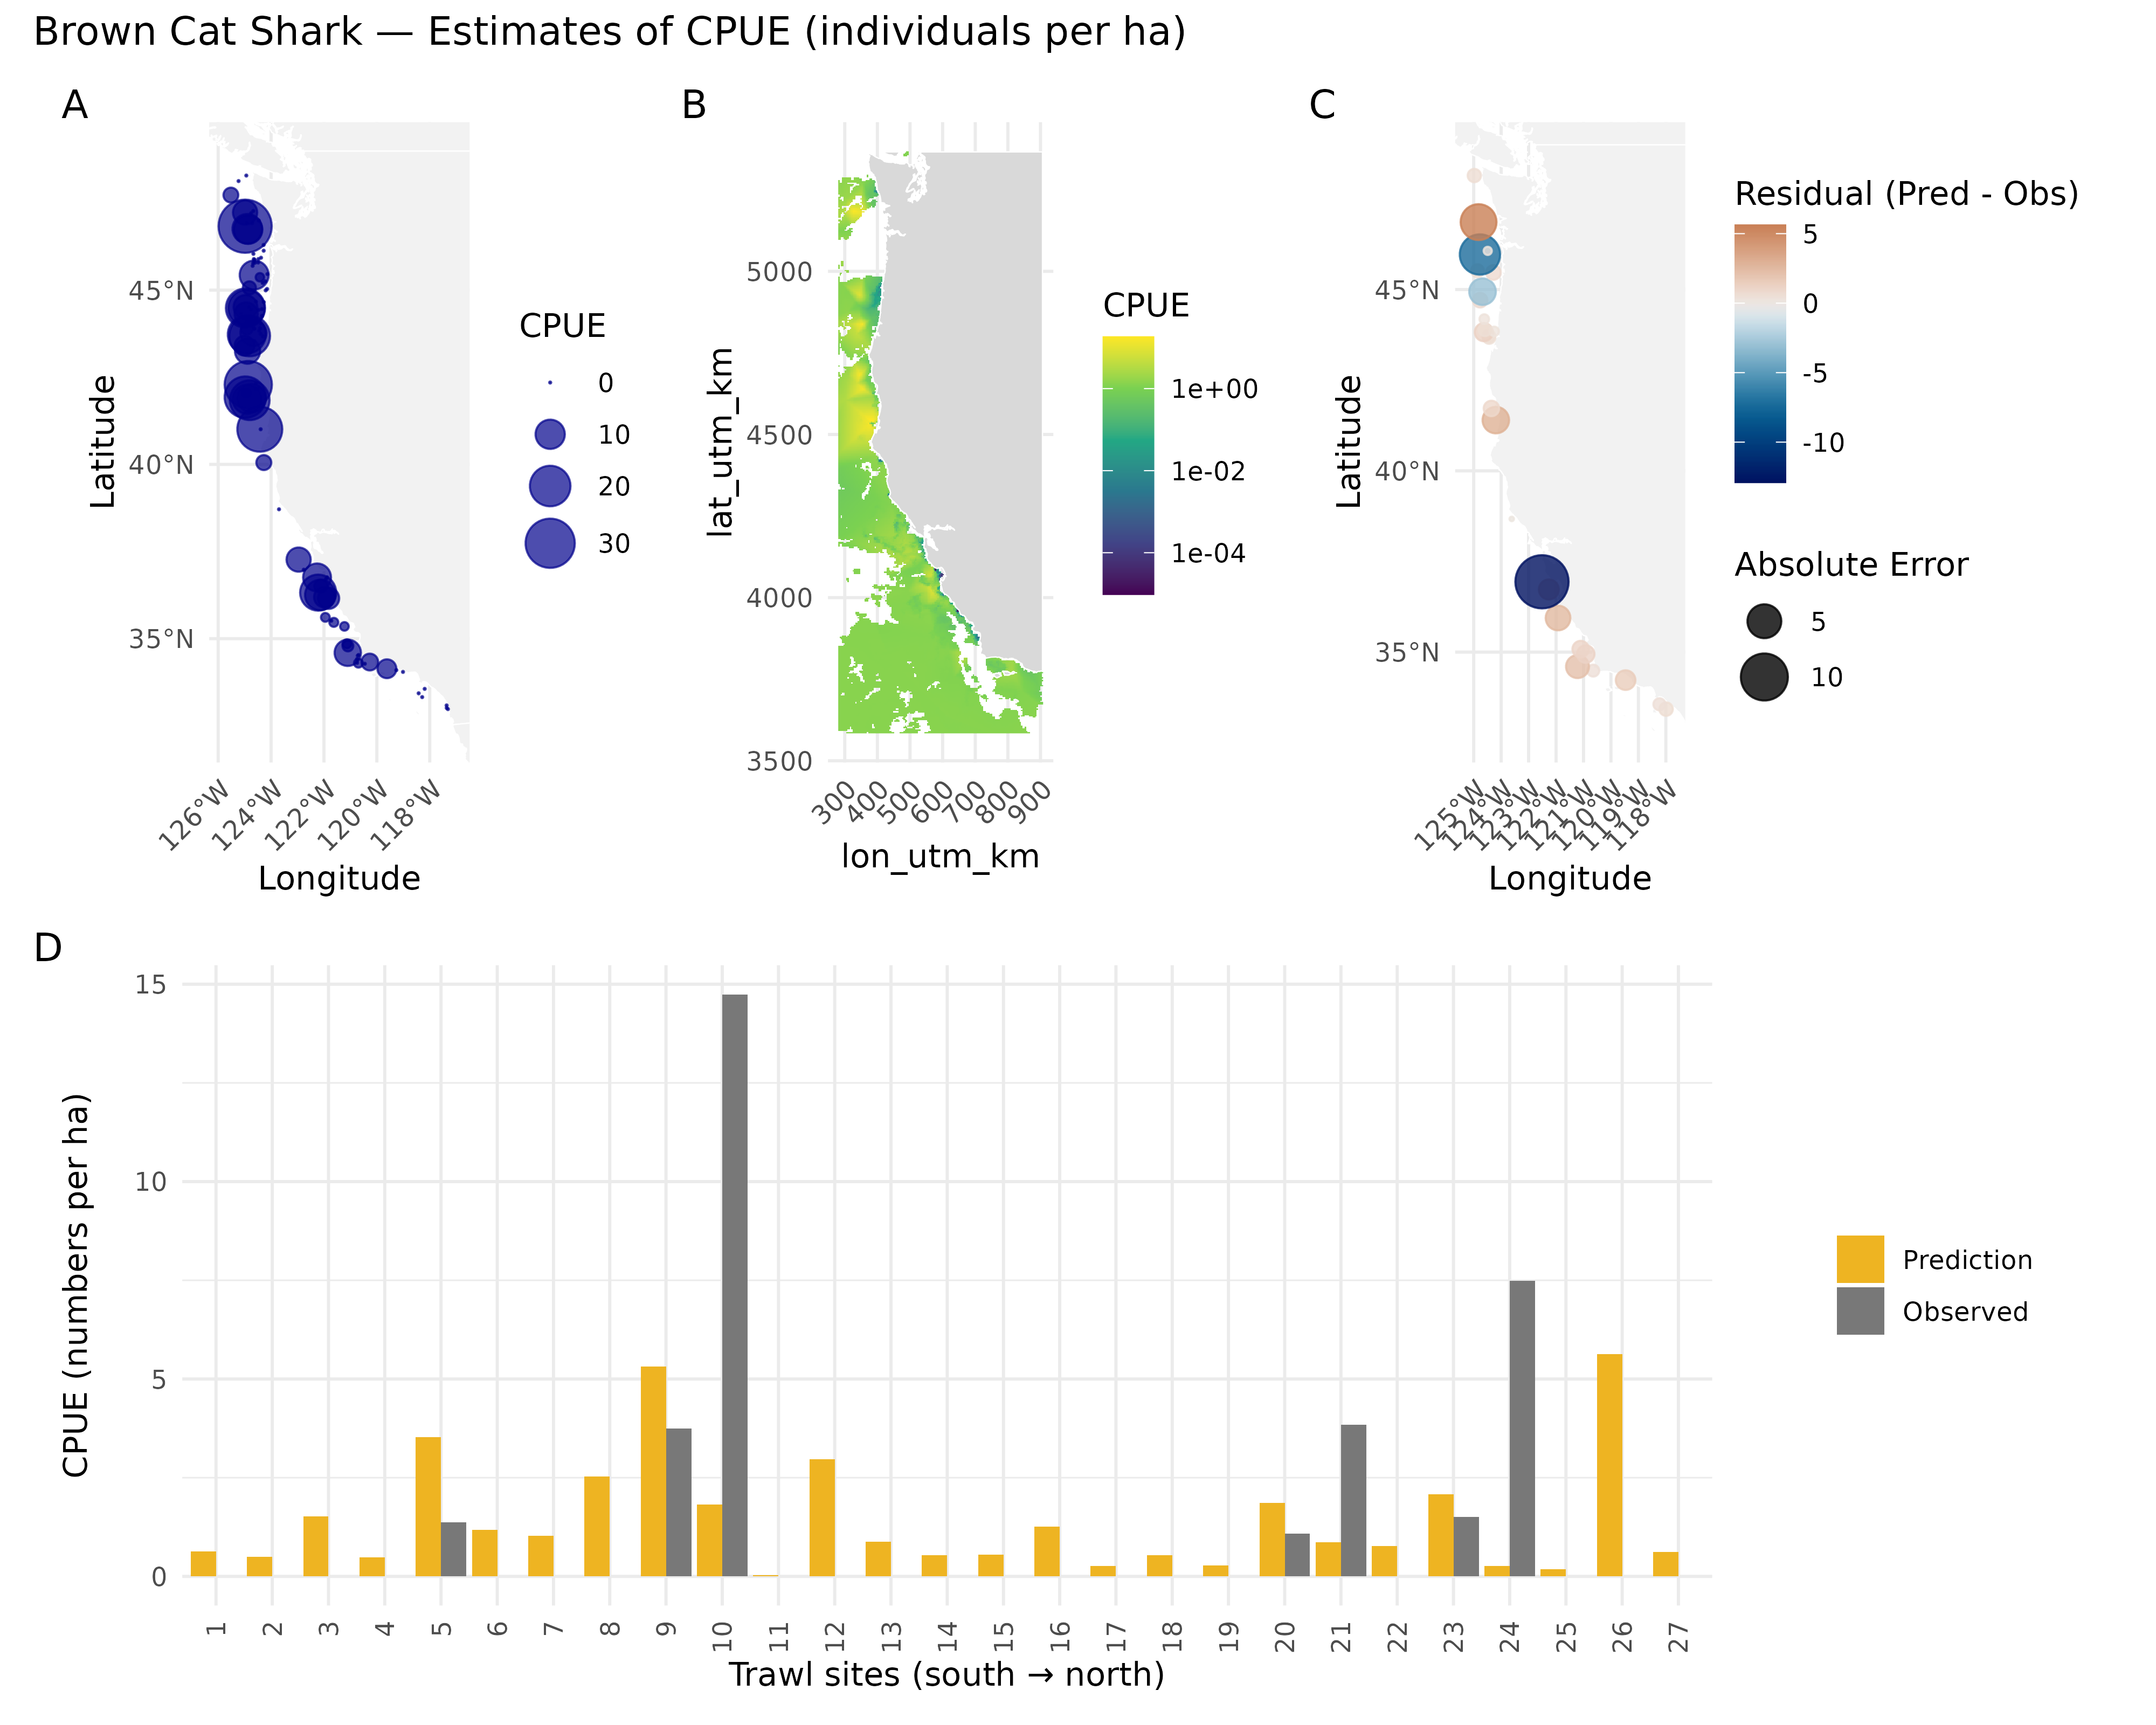 Brown Cat Shark — Estimates of CPUE (individuals per ha)
A
Latitude
45°N
40°N
35°N
126°W
124°W
122°W
120°W
118°W
Longitude
CPUE
0
10
20
30
B
lat_utm_km
5000
4500
4000
3500
300
400
500
600
700
800
900
lon_utm_km
CPUE
1e+00
1e-02
1e-04
C
Latitude
45°N
40°N
35°N
125°W
124°W
123°W
122°W
121°W
120°W
119°W
118°W
Longitude
Residual (Pred - Obs)
5
0
-5
-10
Absolute Error
5
10
D
CPUE (numbers per ha)
15
10
5
0
1
2
3
4
5
6
7
8
9
10
11
12
13
14
15
16
17
18
19
20
21
22
23
24
25
26
27
Trawl sites (south → north)
Prediction
Observed